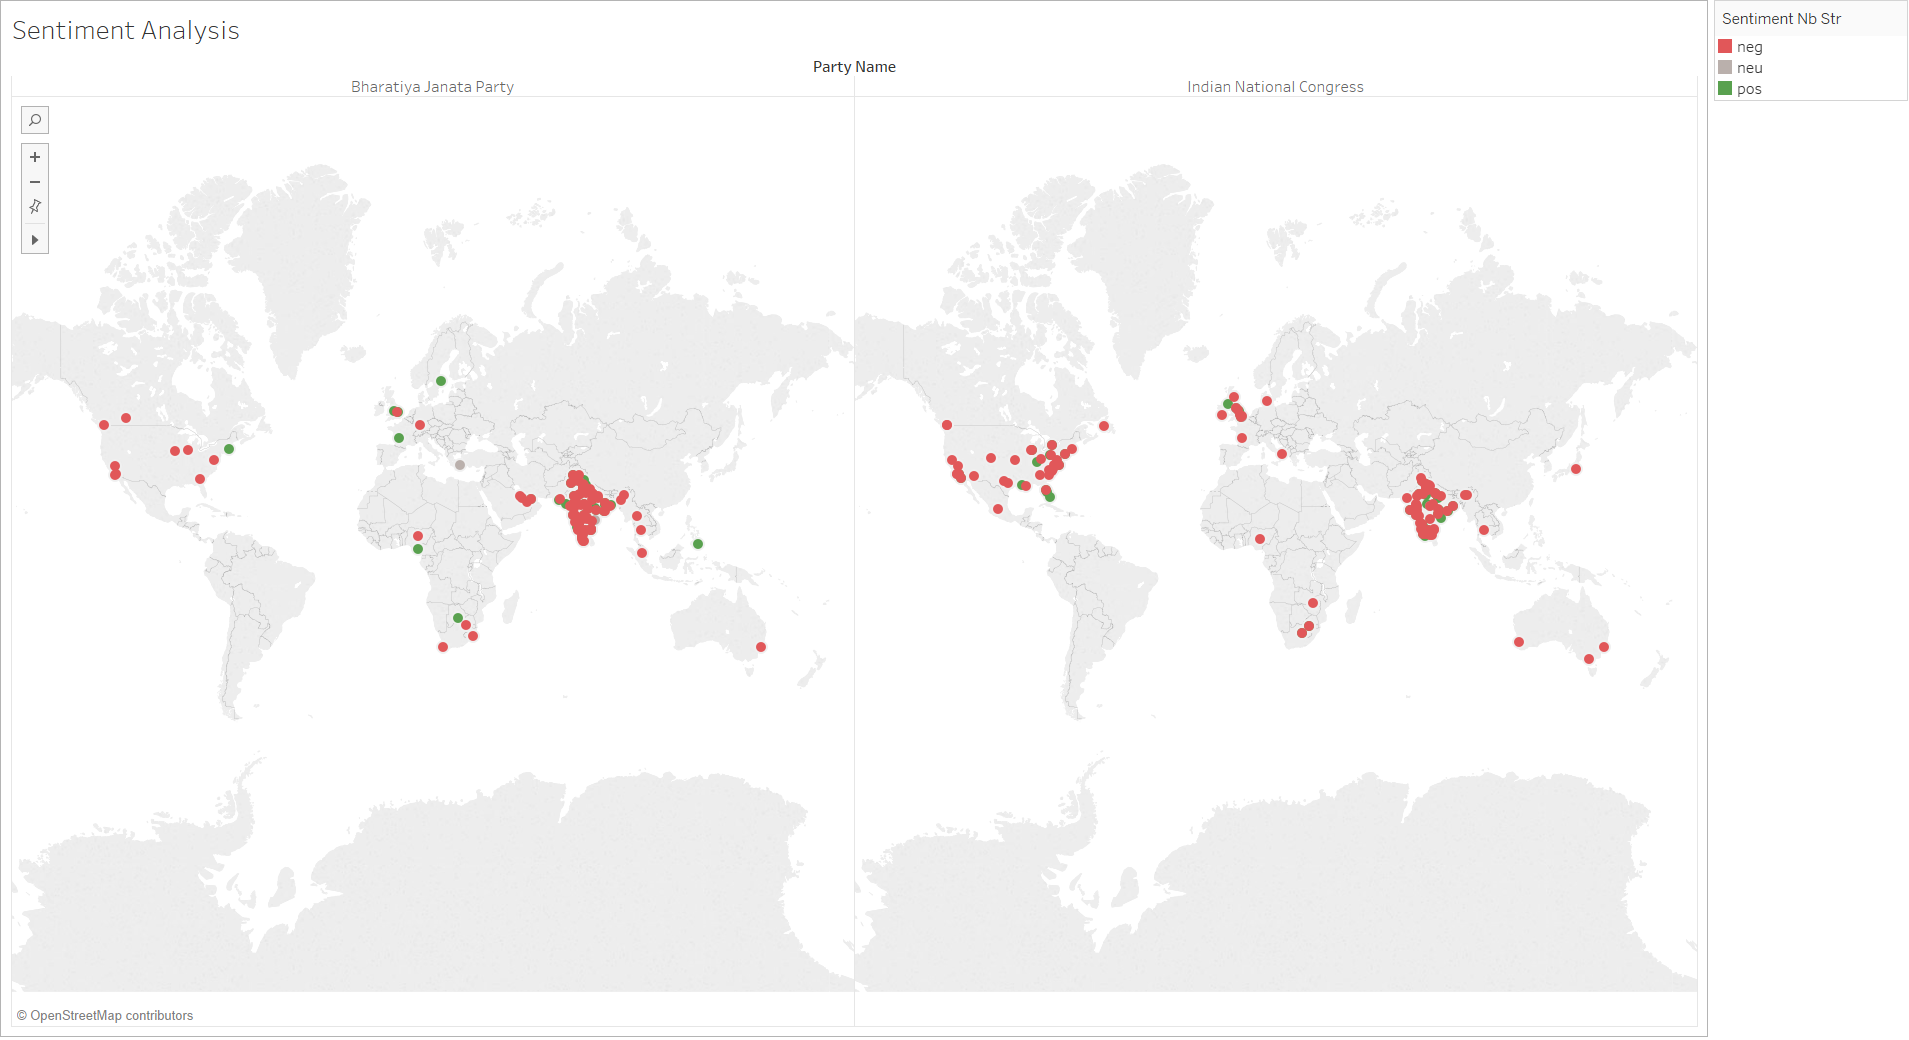 Sentiment Analysis
Party Name
Bharatiya Janata Party
Indian National Congress
© OpenStreetMap contributors
Sentiment Nb Str
neg
neu
pos